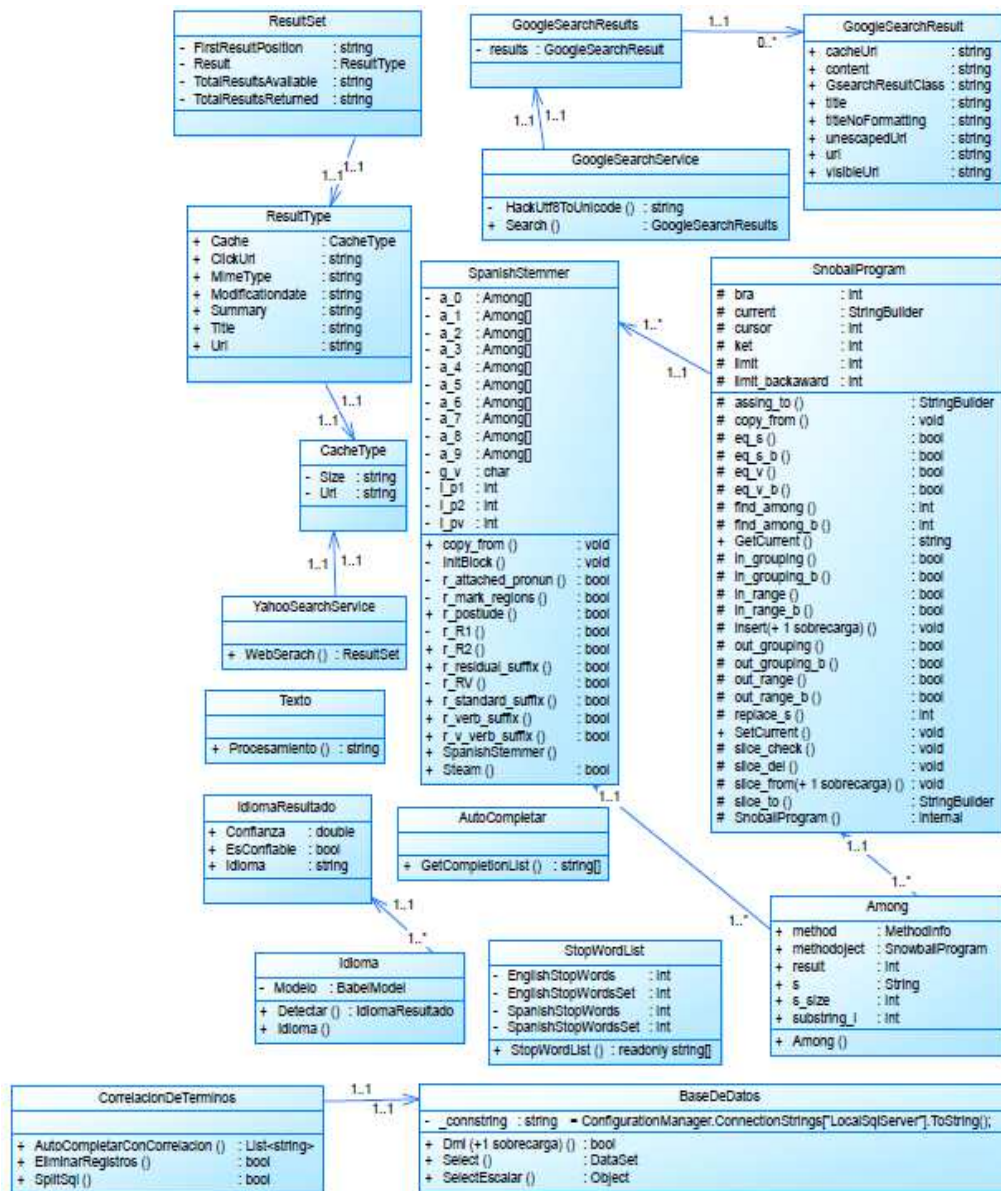 ResultSet
- FirstResultPosition : string
- Result : ResultType
- TotalResultsAvailable : string
- TotalResultsReturned : string
1..1
1..1
GoogleSearchResults
- results : GoogleSearchResult
1..1
0..*
GoogleSearchResult
+ cacheUrl : string
+ content : string
+ GsearchResultClass : string
+ title : string
+ titleNoFormatting : string
+ unescapedUrl : string
+ url : string
+ visibleUrl : string
1..1
1..1
GoogleSearchService
- HackUtf8ToUnicode () : string
+ Search () : GoogleSearchResults
ResultType
+ Cache : CacheType
+ ClickUrl : string
+ MimeType : string
+ Modificationdate : string
+ Summary : string
+ Title : string
+ Url : string
1..1
1..1
CacheType
- Size : string
- Url : string
1..1
1..1
YahooSearchService
+ WebSerach () : ResultSet
Texto
+ Procesamiento () : string
SpanishStemmer
- a_0 : Among[]
- a_1 : Among[]
- a_2 : Among[]
- a_3 : Among[]
- a_4 : Among[]
- a_5 : Among[]
- a_6 : Among[]
- a_7 : Among[]
- a_8 : Among[]
- a_9 : Among[]
- g_v : char
- I_p1 : int
- I_p2 : int
- I_pv : int
+ copy_from () : void
- InitBlock () : void
- r_attached_pronun () : bool
- r_mark_regions () : bool
+ r_postlude () : bool
- r_R1 () : bool
+ r_R2 () : bool
+ r_residual_suffix () : bool
- r_RV () : bool
+ r_standard_suffix () : bool
+ r_verb_suffix () : bool
+ r_v_verb_suffix () : bool
+ SpanishStemmer ()
+ Steam () : bool
1..*
1..1
SnobalProgram
# bra : int
# current : StringBuilder
# cursor : int
# ket : int
# limit : int
# limit_backaward : int
# assing_to () : StringBuilder
# copy_from () : void
# eq_s () : bool
# eq_s_b () : bool
# eq_v () : bool
# eq_v_b () : bool
# find_among () : int
# find_among_b () : int
+ GetCurrent () : string
# in_grouping () : bool
# in_grouping_b () : bool
# in_range () : bool
# in_range_b () : bool
# insert(+ 1 sobrecarga) () : void
# out_grouping () : bool
# out_grouping_b () : bool
# out_range () : bool
# out_range_b () : bool
# replace_s () : int
+ SetCurrent () : void
# slice_check () : void
# slice_del () : void
# slice_from(+ 1 sobrecarga) () : void
# slice_to () : StringBuilder
# SnobalProgram () : internal
1..1
1..*
1..1
1..*
IdiomaResultado
+ Confianza : double
+ EsConfiable : bool
+ Idioma : string
AutoCompletar
+ GetCompletionList () : string[]
1..1
1..*
Idioma
- Modelo : BabelModel
+ Detectar () : IdiomaResultado
+ Idioma ()
StopWordList
- EnglishStopWords : int
- EnglishStopWordsSet : int
- SpanishStopWords : int
- SpanishStopWordsSet : int
+ StopWordList () : readonly string[]
Among
+ method : MethodInfo
+ methodoject : SnowballProgram
+ result : int
+ s : String
+ s_size : int
+ substring_i : int
+ Among ()
CorrelacionDeTerminos
+ AutoCompletarConCorrelacion () : List<string>
+ EliminarRegistros () : bool
+ SplitSql () : bool
1..1
1..1
BaseDeDatos
- _connstring : string = ConfigurationManager.ConnectionStrings["LocalSqlServer"].ToString();
+ Dml (+1 sobrecarga) () : bool
+ Select () : DataSet
+ SelectEscalar () : Object